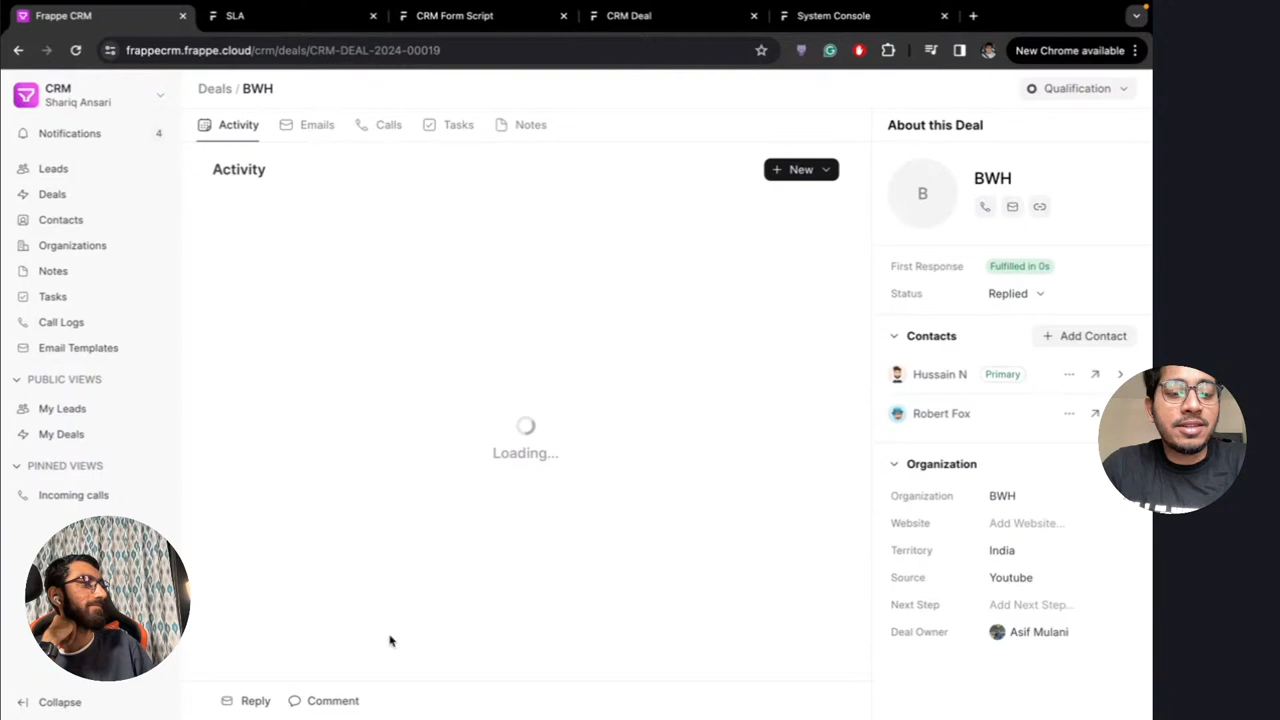 Frappe CRM
SLA
CRM Form Script
CRM Deal
System Console
frappecrm.frappe.cloud/crm/deals/CRM-DEAL-2024-00019
New Chrome available
CRM
Shariq Ansari
Notifications
4
Leads
Deals
Contacts
Organizations
Notes
Tasks
Call Logs
Email Templates
PUBLIC VIEWS
My Leads
My Deals
PINNED VIEWS
Incoming calls
Collapse
Deals / BWH
Qualification
Activity
Emails
Calls
Tasks
Notes
Activity
New
Loading...
Reply
Comment
About this Deal
B
BWH
First Response
Fulfilled in 0s
Status
Replied
Contacts
Add Contact
Hussain N
Primary
Robert Fox
Organization
Organization
BWH
Website
Add Website...
Territory
India
Source
Youtube
Next Step
Add Next Step...
Deal Owner
Asif Mulani